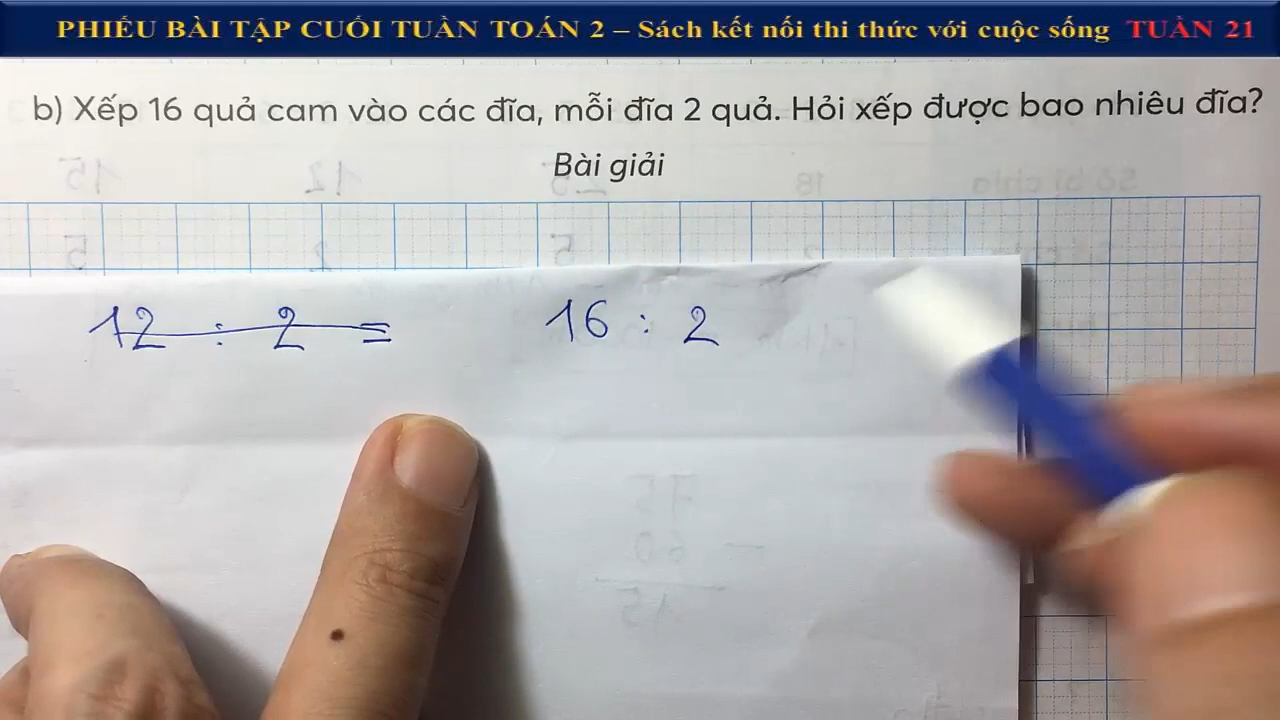 PHIẾU BÀI TẬP CUỐI TUẦN TOÁN 2 – Sách kết nối thi thức với cuộc sống TUẦN 21
b) Xếp 16 quả cam vào các đĩa, mỗi đĩa 2 quả. Hỏi xếp được bao nhiêu đĩa?
Bài giải
12 : 2 = 16 : 2